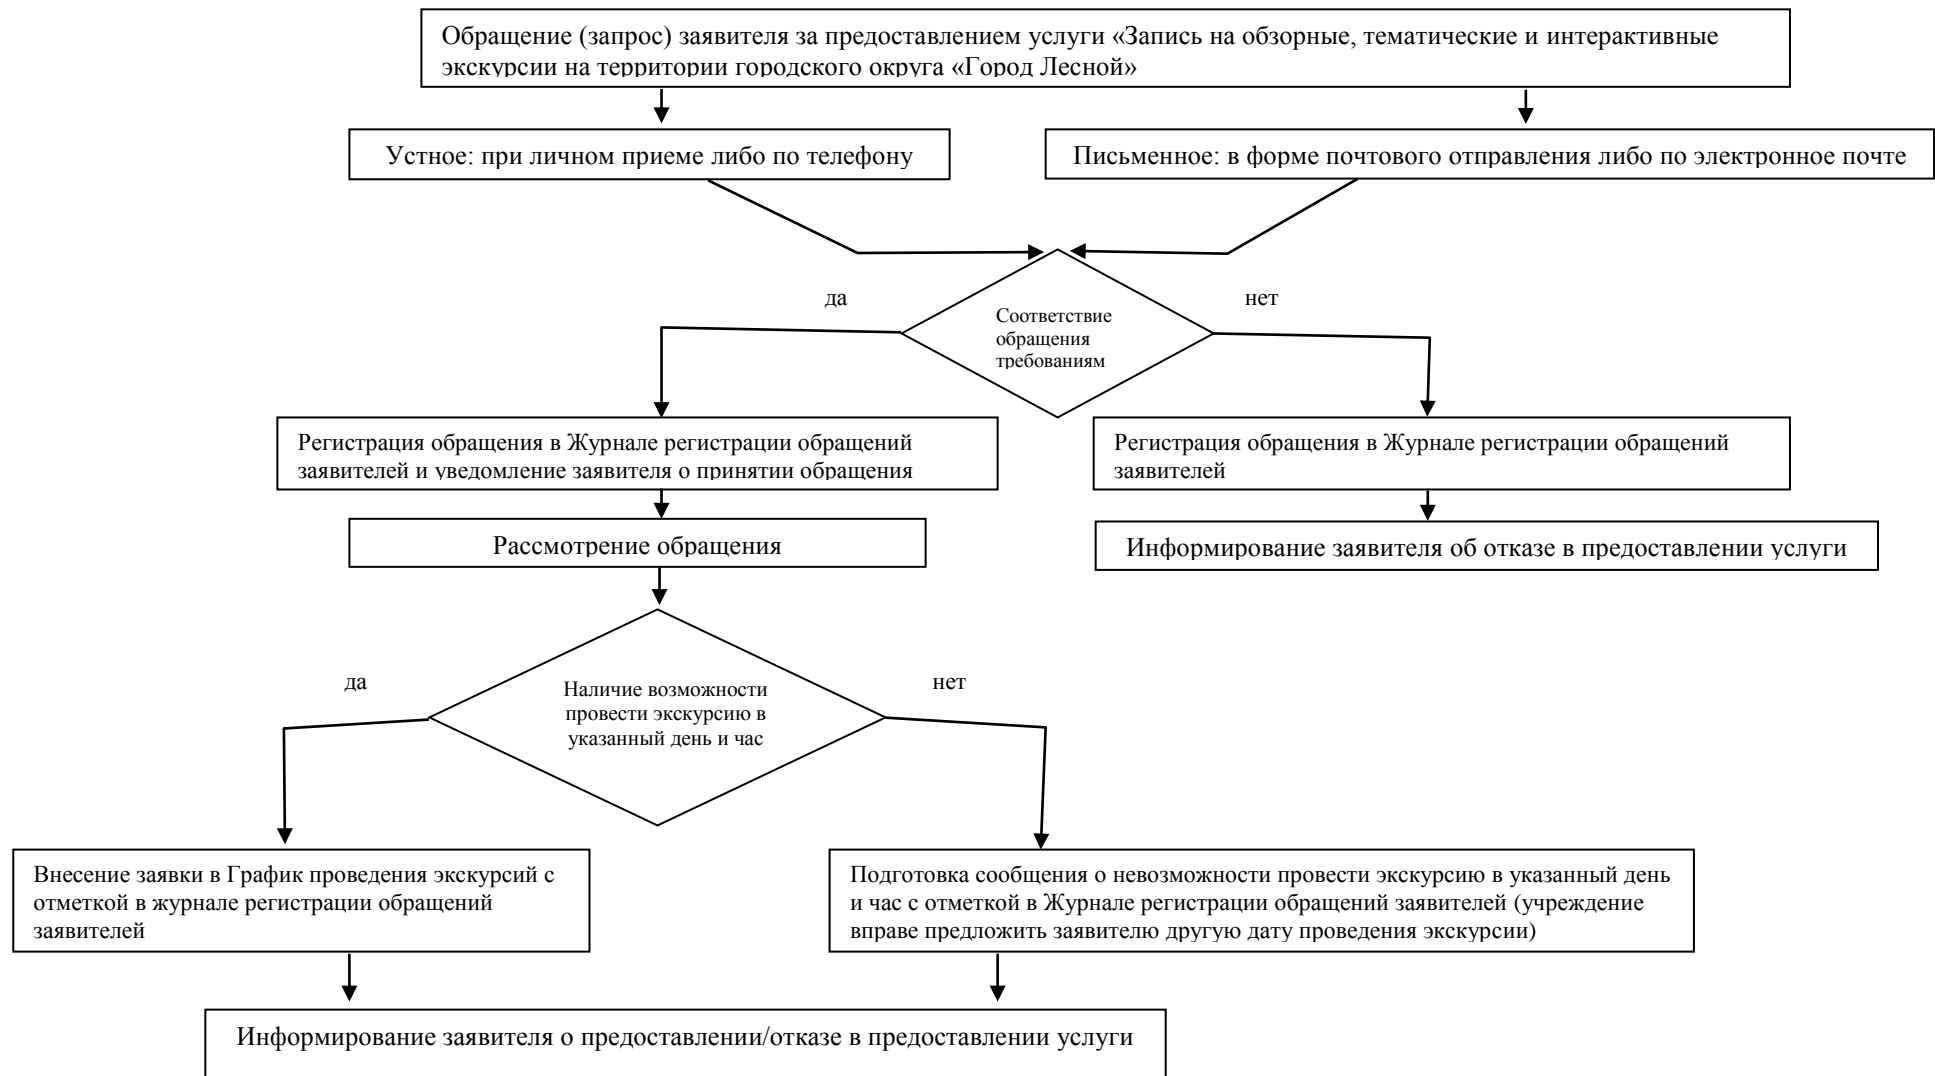 Обращение (запрос) заявителя за предоставлением услуги «Запись на обзорные, тематические и интерактивные
экскурсии на территории городского округа «Город Лесной»
Устное: при личном приеме либо по телефону
Письменное: в форме почтового отправления либо по электронное почте
да
нет
Соответствие
обращения
требованиям
Регистрация обращения в Журнале регистрации обращений
заявителей и уведомление заявителя о принятии обращения
Регистрация обращения в Журнале регистрации обращений
заявителей
Рассмотрение обращения
Информирование заявителя об отказе в предоставлении услуги
да
нет
Наличие возможности
провести экскурсию в
указанный день и час
Внесение заявки в График проведения экскурсий с
отметкой в журнале регистрации обращений
заявителей
Подготовка сообщения о невозможности провести экскурсию в указанный день
и час с отметкой в Журнале регистрации обращений заявителей (учреждение
вправе предложить заявителю другую дату проведения экскурсии)
Информирование заявителя о предоставлении/отказе в предоставлении услуги